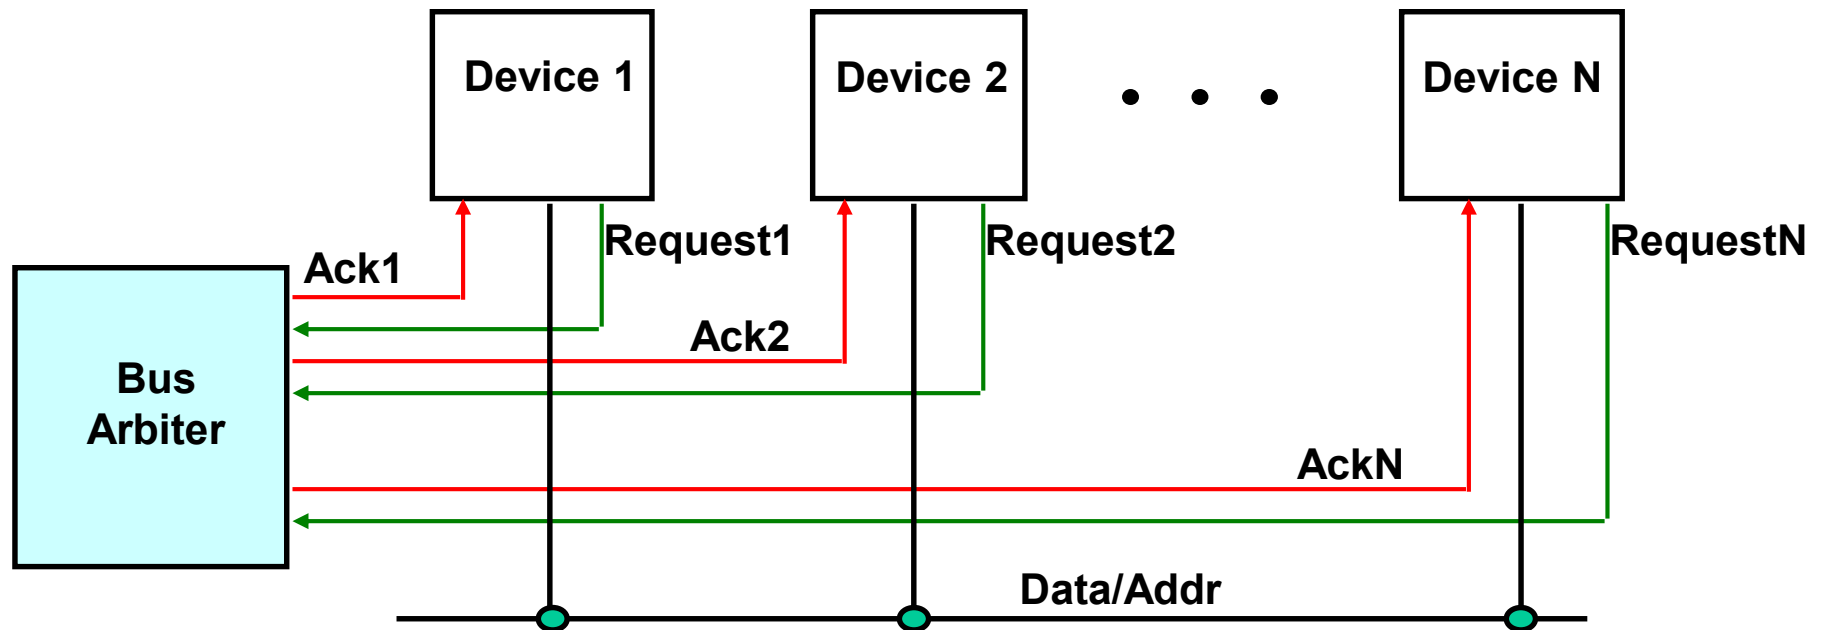 Device 1
Device 2
Device N
Request1
Request2
RequestN
Ack1
Ack2
Bus
Arbiter
AckN
Data/Addr